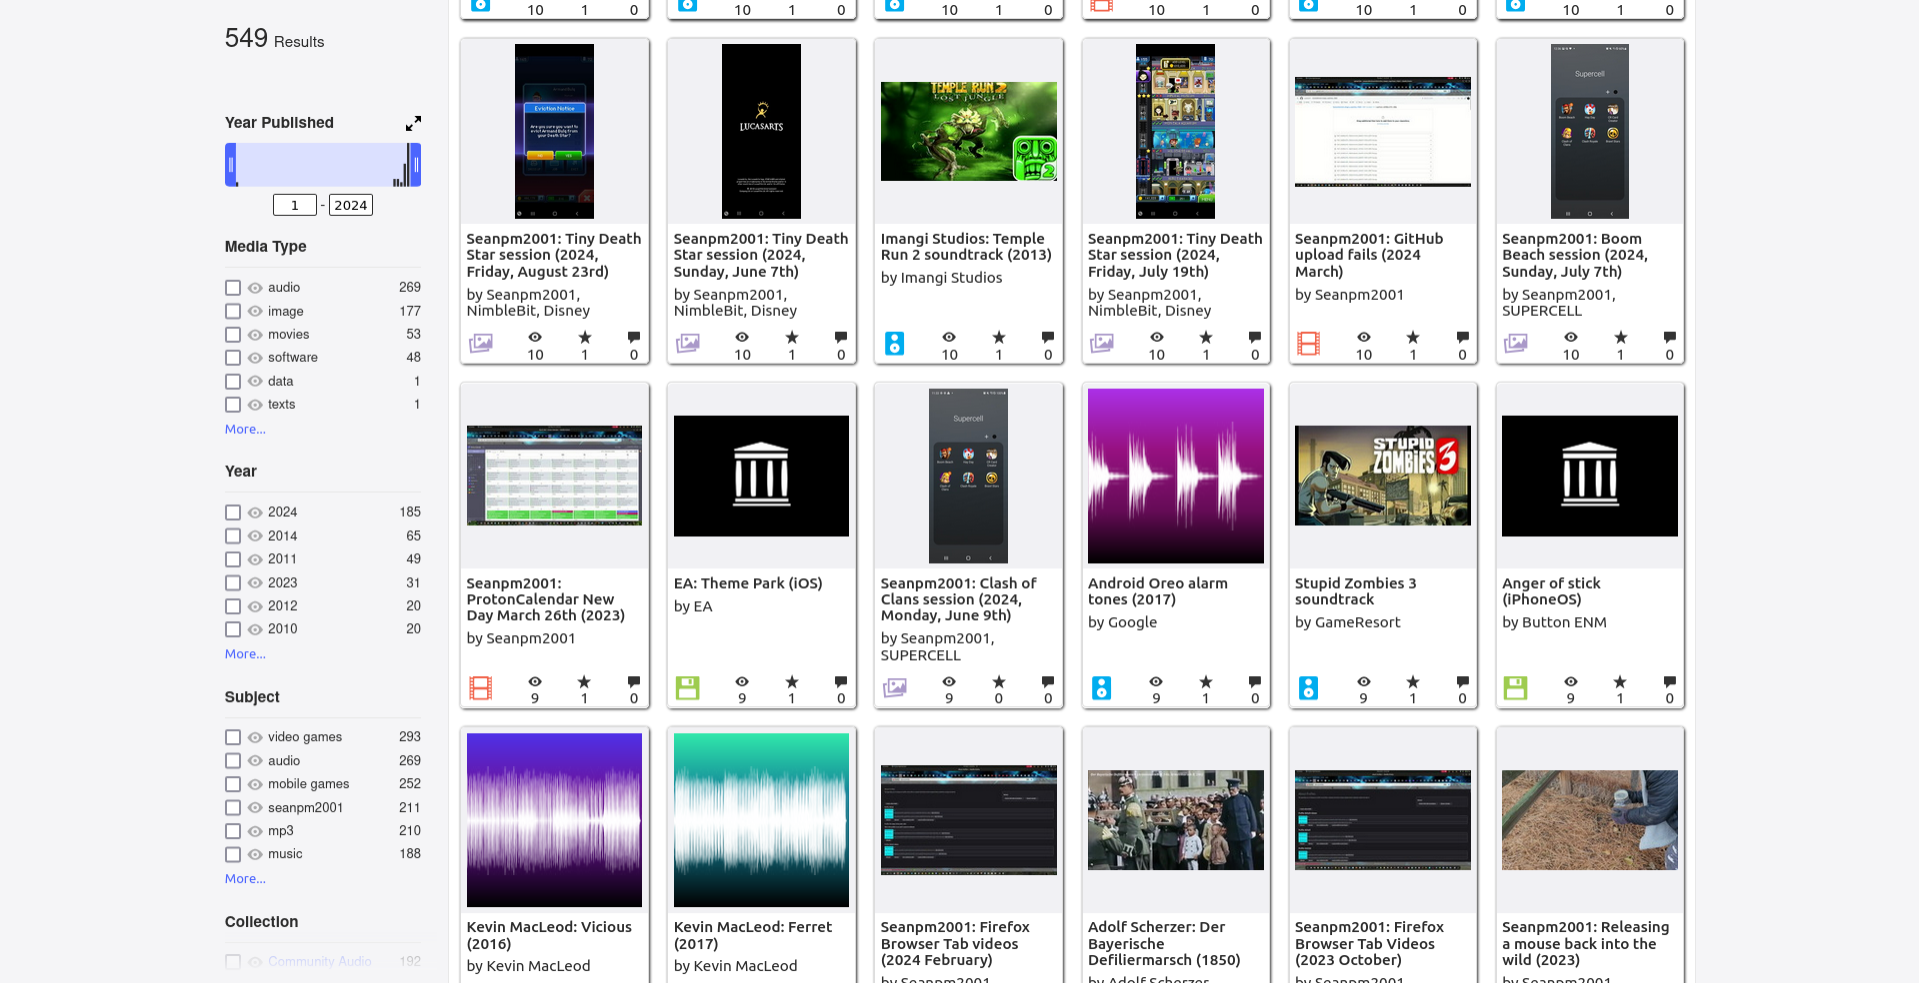 10 1 0
10 1 0
10 1 0
10 1 0
10 1 0
10 1 0
549 Results
Year Published
1 - 2024
Media Type
audio 269
image 177
movies 53
software 48
data 1
texts 1
More...
Year
2024 185
2014 65
2011 49
2023 31
2012 20
2010 20
More...
Subject
video games 293
audio 269
mobile games 252
seanpm2001 211
mp3 210
music 188
More...
Collection
Community Audio 192
Eviction Notice
Seanpm2001: Tiny Death
Star session (2024,
Friday, August 23rd)
by Seanpm2001,
NimbleBit, Disney
10 1 0
LUCASARTS
Seanpm2001: Tiny Death
Star session (2024,
Sunday, June 7th)
by Seanpm2001,
NimbleBit, Disney
10 1 0
TEMPLE RUN 2
LOST JUNGLE
2
Imangi Studios: Temple
Run 2 soundtrack (2013)
by Imangi Studios
10 1 0
Seanpm2001: Tiny Death
Star session (2024,
Friday, July 19th)
by Seanpm2001,
NimbleBit, Disney
10 1 0
Seanpm2001: GitHub
upload fails (2024
March)
by Seanpm2001
10 1 0
Supercell
Seanpm2001: Boom
Beach session (2024,
Sunday, July 7th)
by Seanpm2001,
SUPERCELL
10 1 0
Seanpm2001:
ProtonCalendar New
Day March 26th (2023)
by Seanpm2001
9 1 0
EA: Theme Park (iOS)
by EA
9 1 0
Supercell
Seanpm2001: Clash of
Clans session (2024,
Monday, June 9th)
by Seanpm2001,
SUPERCELL
9 0 0
Android Oreo alarm
tones (2017)
by Google
9 1 0
STUPID
ZOMBIES 3
Stupid Zombies 3
soundtrack
by GameResort
9 1 0
Anger of stick
(iPhoneOS)
by Button ENM
9 1 0
Kevin MacLeod: Vicious
(2016)
by Kevin MacLeod
Kevin MacLeod: Ferret
(2017)
by Kevin MacLeod
Seanpm2001: Firefox
Browser Tab videos
(2024 February)
by Seanpm2001
Adolf Scherzer: Der
Bayerische
Defiliermarsch (1850)
by Adolf Scherzer
Seanpm2001: Firefox
Browser Tab Videos
(2023 October)
by Seanpm2001
Seanpm2001: Releasing
a mouse back into the
wild (2023)
by Seanpm2001